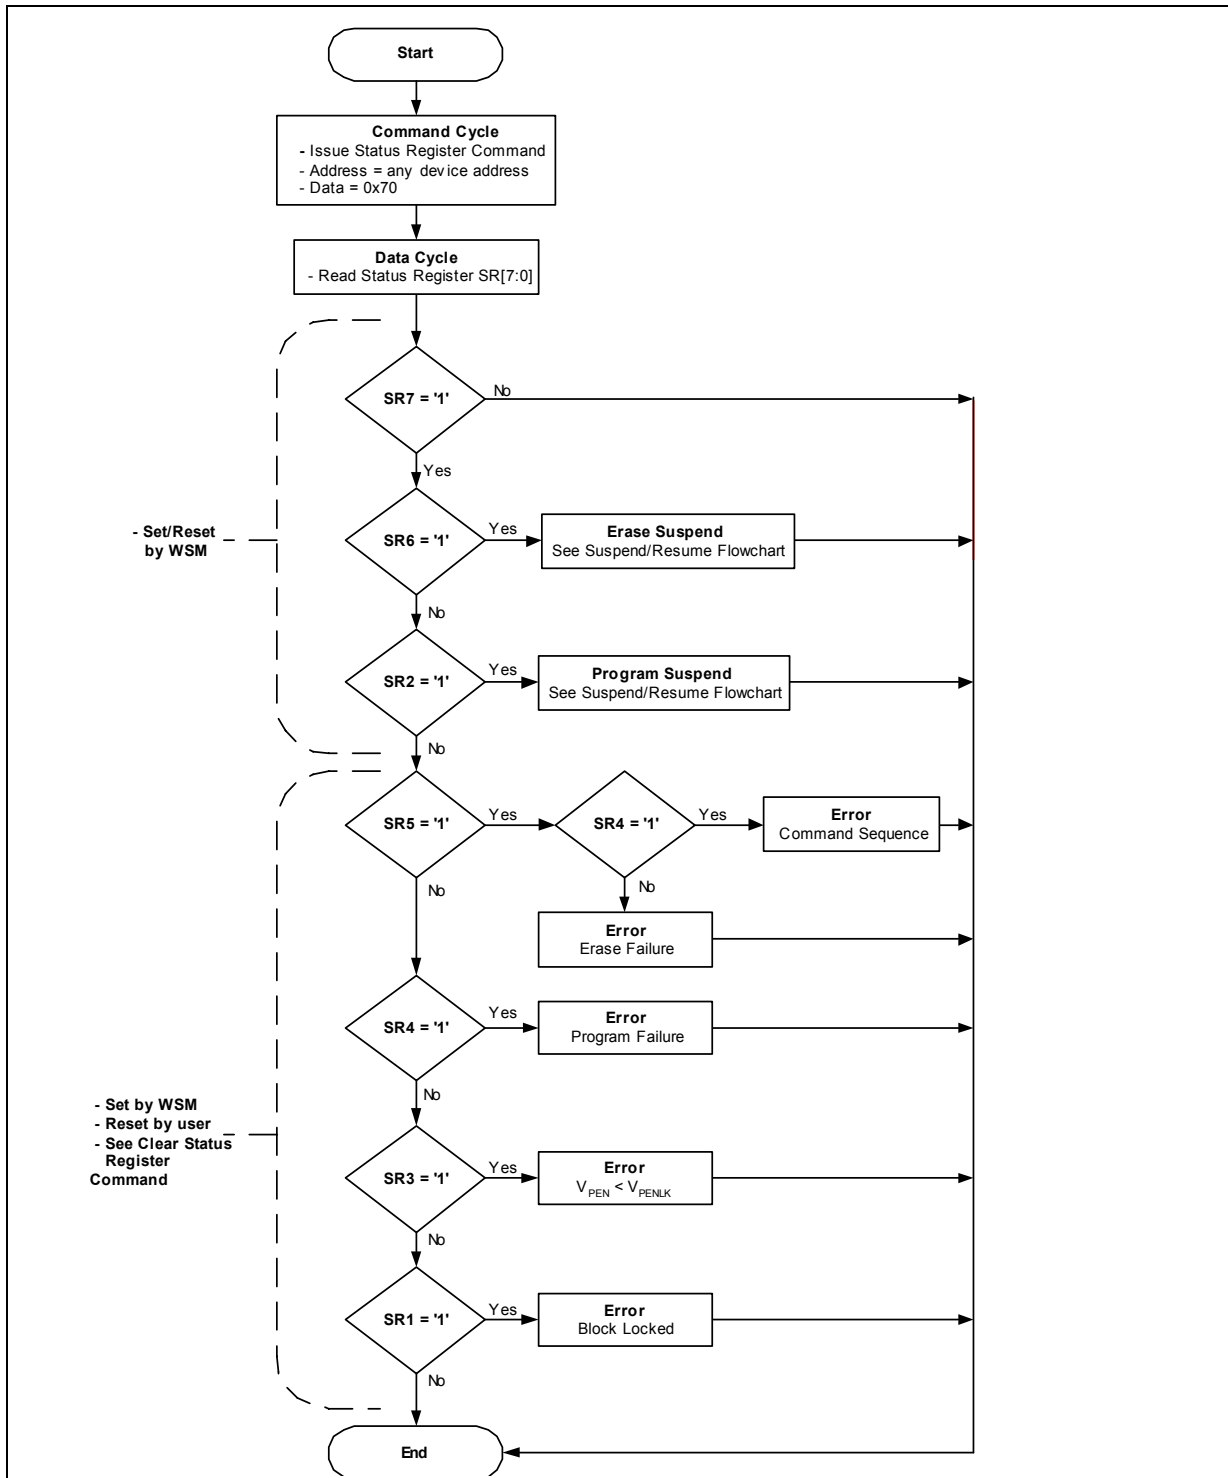 Start
Command Cycle
- Issue Status Register Command
- Address = any device address
- Data = 0x70
Data Cycle
- Read Status Register SR[7:0]
SR7 = '1'
No
Yes
- Set/Reset
by WSM
SR6 = '1'
Yes
Erase Suspend
See Suspend/Resume Flowchart
No
SR2 = '1'
Yes
Program Suspend
See Suspend/Resume Flowchart
No
SR5 = '1'
Yes
SR4 = '1'
Yes
Error
Command Sequence
No
No
Error
Erase Failure
SR4 = '1'
Yes
Error
Program Failure
No
- Set by WSM
- Reset by user
- See Clear Status
Register
Command
SR3 = '1'
Yes
Error
VPEN < VPENLK
No
SR1 = '1'
Yes
Error
Block Locked
No
End